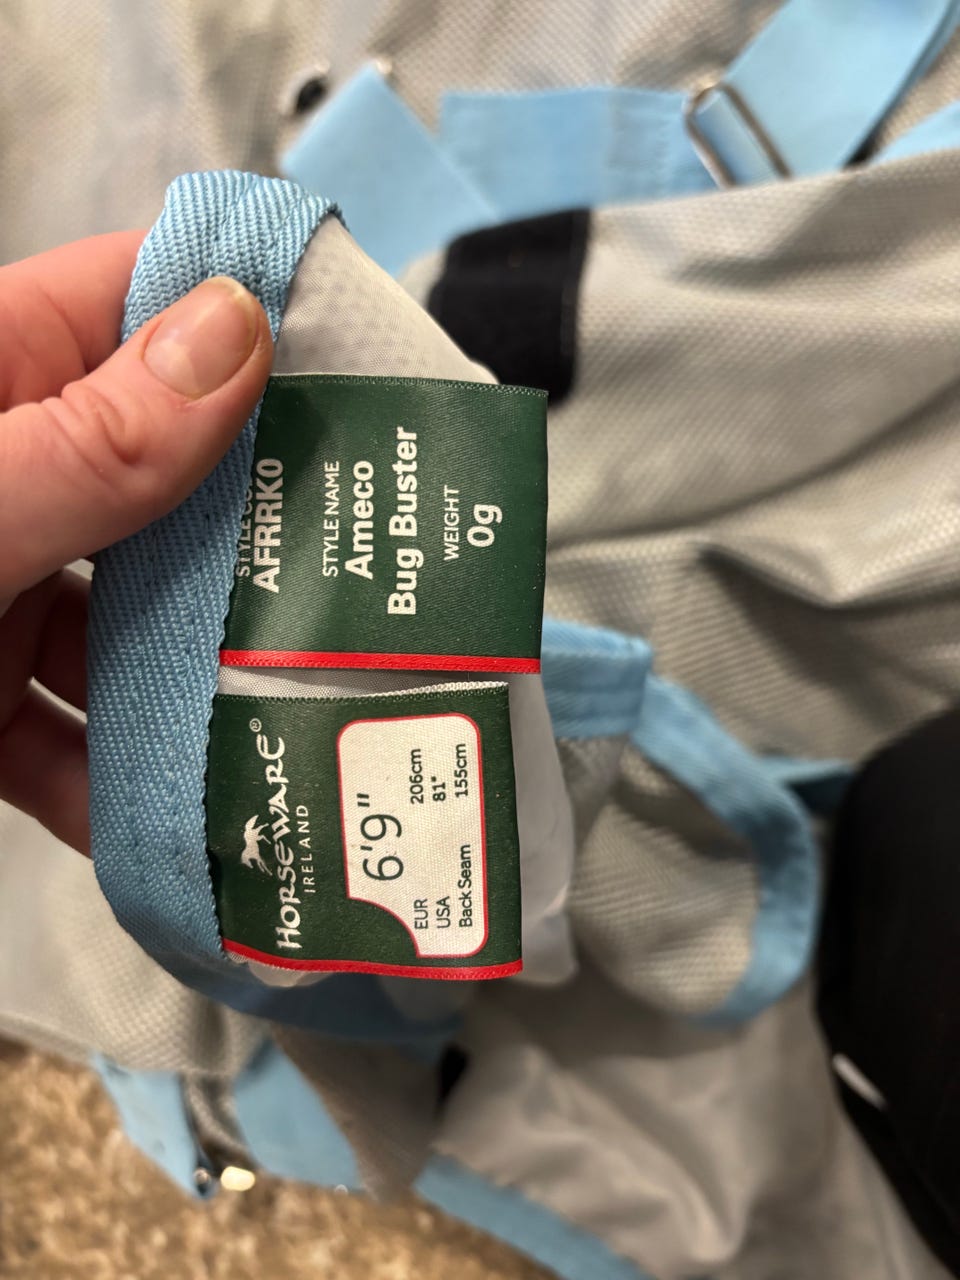 AFRRK0
STYLE NAME
Ameco
Bug Buster
WEIGHT
0g
HORSEWARE®
IRELAND
6'9"
EUR 206cm
USA 81"
Back Seam 155cm